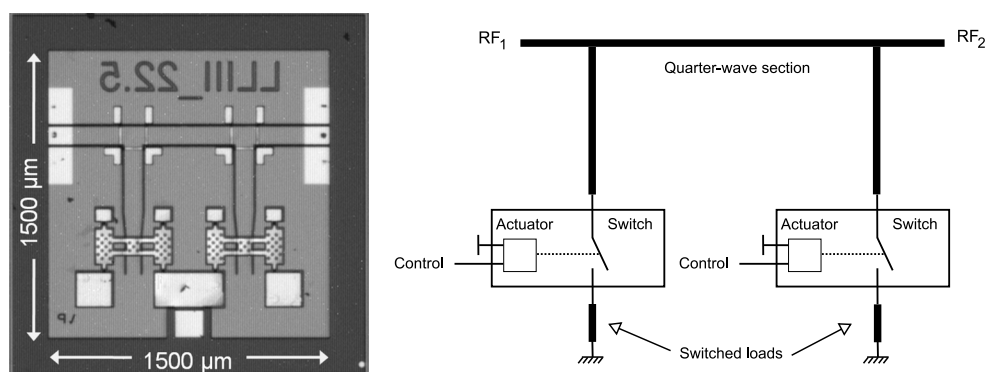 LLIII_22.5
1500 µm
1500 µm
LP
RF1
RF2
Quarter-wave section
Actuator
Switch
Control
Actuator
Switch
Control
Switched loads